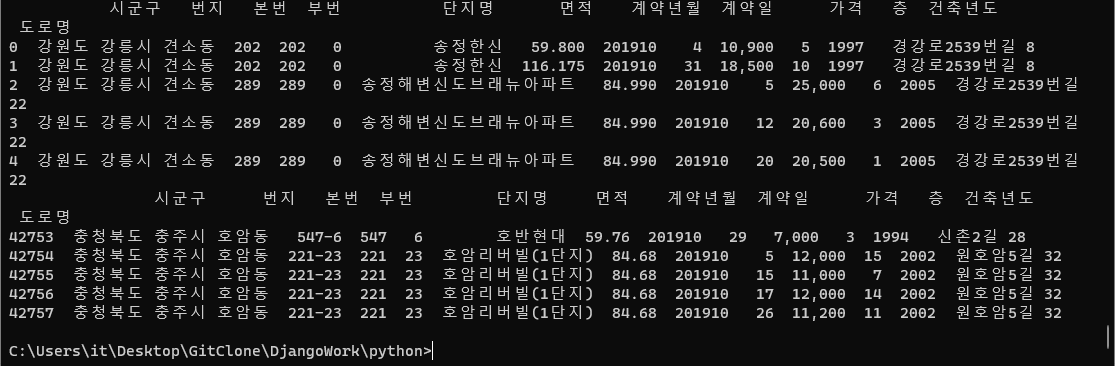 시군구 번지 본번 부번 단지명 면적 계약년월 계약일 가격 층 건축년도
도로명
0 강원도 강릉시 견소동 202 202 0 송정한신 59.800 201910 4 10,900 5 1997 경강로2539번길 8
1 강원도 강릉시 견소동 202 202 0 송정한신 116.175 201910 31 18,500 10 1997 경강로2539번길 8
2 강원도 강릉시 견소동 289 289 0 송정해변신도브래뉴아파트 84.990 201910 5 25,000 6 2005 경강로2539번길
22
3 강원도 강릉시 견소동 289 289 0 송정해변신도브래뉴아파트 84.990 201910 12 20,600 3 2005 경강로2539번길
22
4 강원도 강릉시 견소동 289 289 0 송정해변신도브래뉴아파트 84.990 201910 20 20,500 1 2005 경강로2539번길
22
시군구 번지 본번 부번 단지명 면적 계약년월 계약일 가격 층 건축년도
도로명
42753 충청북도 충주시 호암동 547-6 547 6 호반현대 59.76 201910 29 7,000 3 1994 신촌2길 28
42754 충청북도 충주시 호암동 221-23 221 23 호암리버빌(1단지) 84.68 201910 5 12,000 15 2002 원호암5길 32
42755 충청북도 충주시 호암동 221-23 221 23 호암리버빌(1단지) 84.68 201910 15 11,000 7 2002 원호암5길 32
42756 충청북도 충주시 호암동 221-23 221 23 호암리버빌(1단지) 84.68 201910 17 12,000 14 2002 원호암5길 32
42757 충청북도 충주시 호암동 221-23 221 23 호암리버빌(1단지) 84.68 201910 26 11,200 11 2002 원호암5길 32
C:\Users\it\Desktop\GitClone\DjangoWork\python>